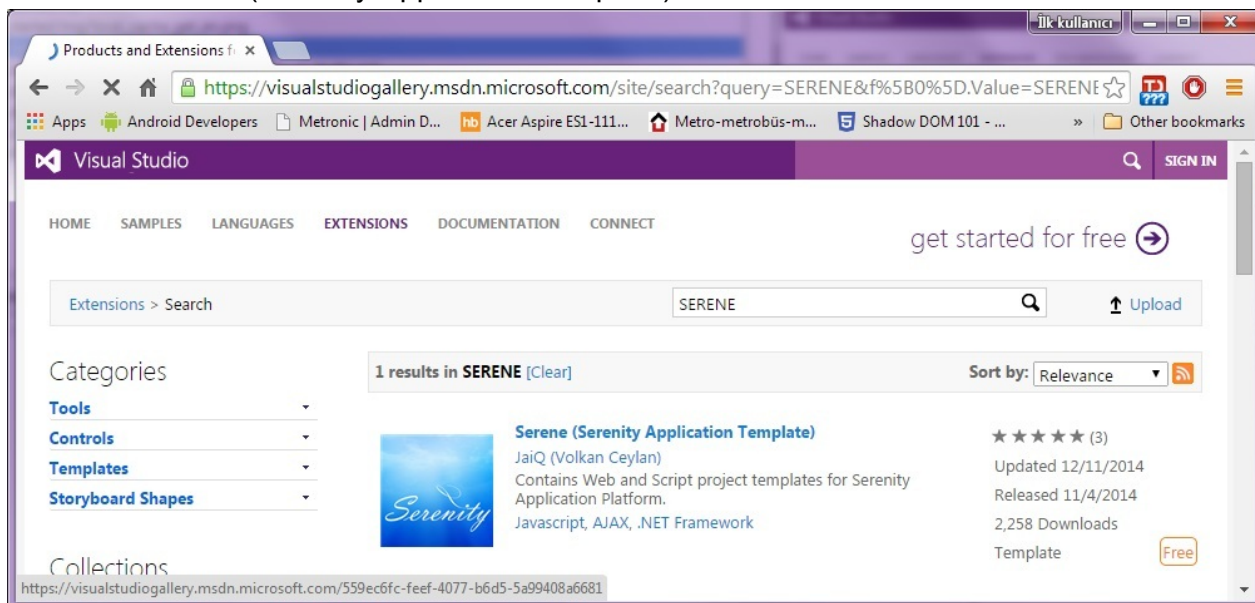 İlk kullanıcı
Products and Extensions f
https://visualstudiogallery.msdn.microsoft.com/site/search?query=SERENE&f%5B0%5D.Value=SERENE
???
Apps Android Developers Metronic | Admin D... hb Acer Aspire ES1-111... Metro-metrobüs-m... 5 Shadow DOM 101 - ... » Other bookmarks
Visual Studio SIGN IN
HOME SAMPLES LANGUAGES EXTENSIONS DOCUMENTATION CONNECT
get started for free
Extensions > Search SERENE Upload
Categories
Tools
Controls
Templates
Storyboard Shapes
Collections
1 results in SERENE [Clear] Sort by: Relevance
Serenity
Serene (Serenity Application Template)
JaiQ (Volkan Ceylan)
Contains Web and Script project templates for Serenity
Application Platform.
Javascript, AJAX, .NET Framework
★★★★★ (3)
Updated 12/11/2014
Released 11/4/2014
2,258 Downloads
Template Free
https://visualstudiogallery.msdn.microsoft.com/559ec6fc-feef-4077-b6d5-5a99408a6681